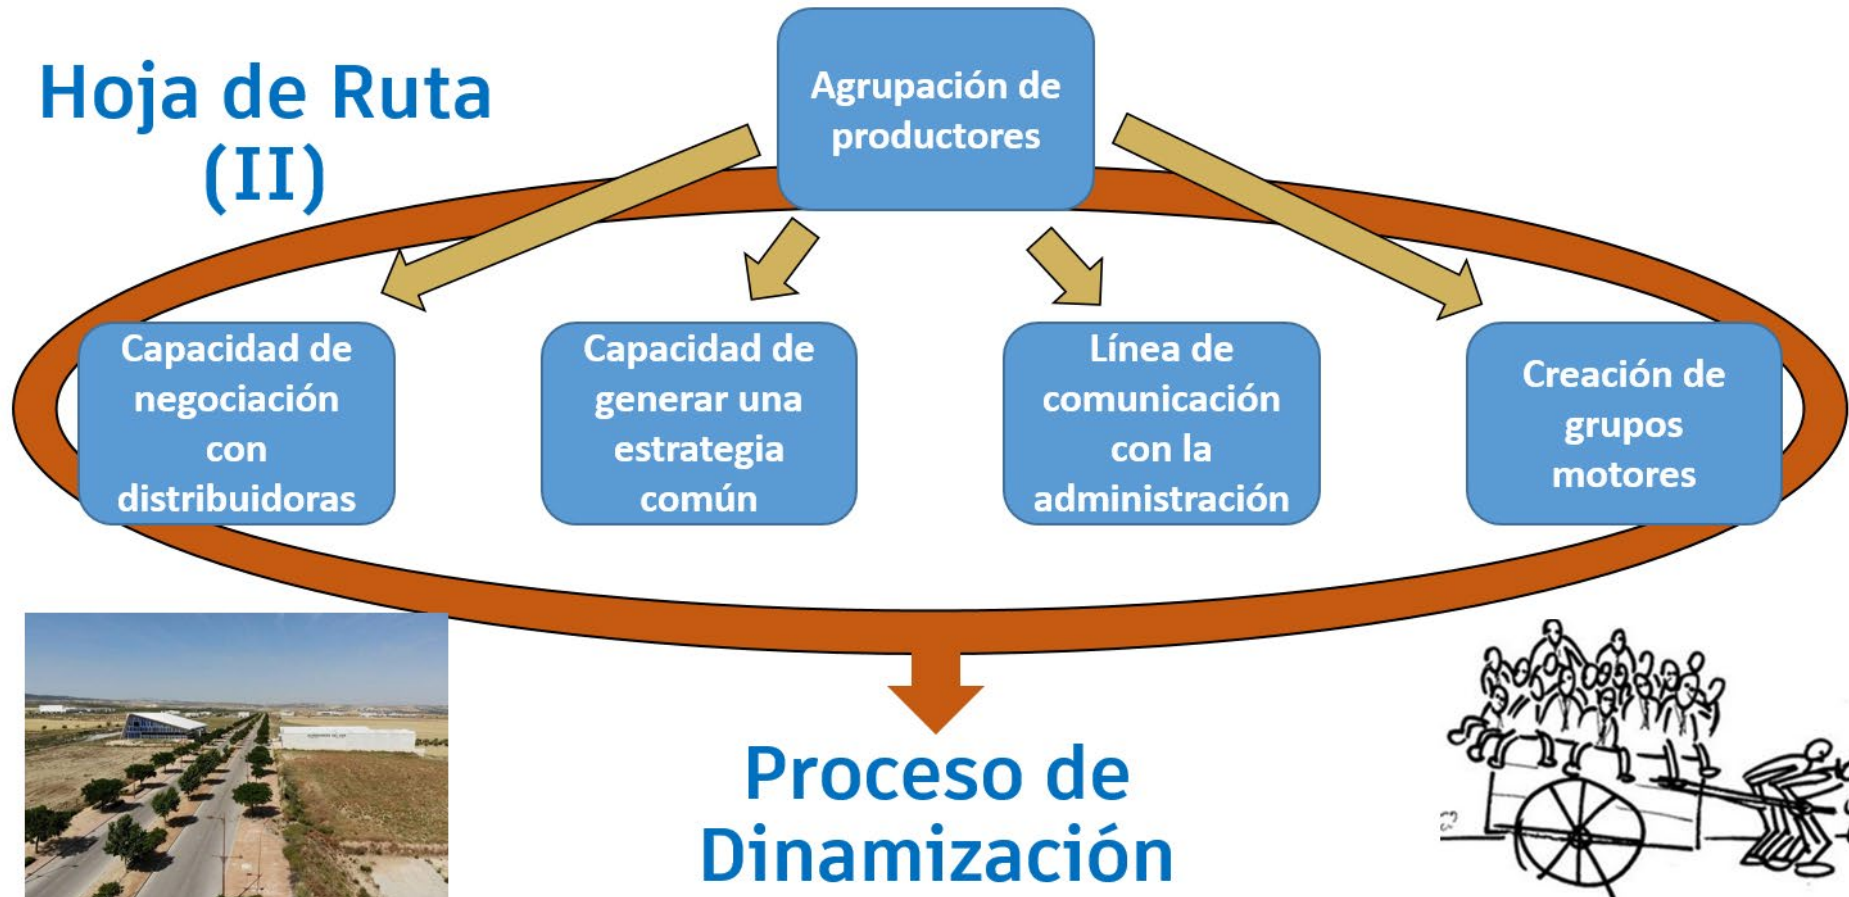 Hoja de Ruta
(II)
Agrupación de
productores
Capacidad de
negociación
con
distribuidoras
Capacidad de
generar una
estrategia
común
Línea de
comunicación
con la
administración
Creación de
grupos
motores
Proceso de
Dinamización